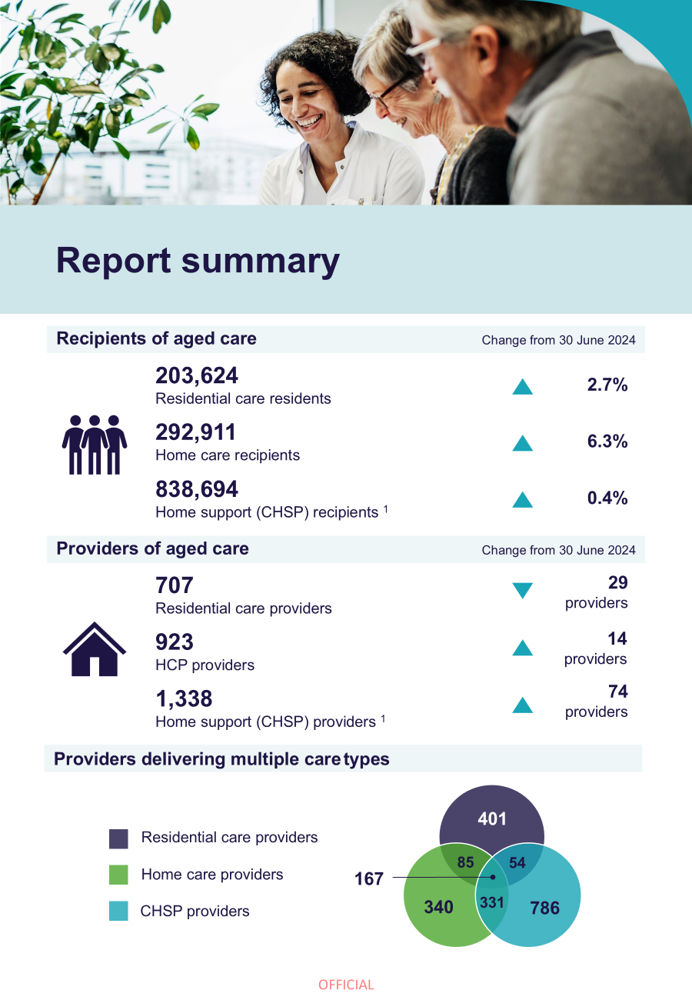 Report summary
Recipients of aged care
Change from 30 June 2024
203,624
Residential care residents
2.7%
292,911
Home care recipients
6.3%
838,694
Home support (CHSP) recipients 1
0.4%
Providers of aged care
Change from 30 June 2024
707
Residential care providers
29
providers
923
HCP providers
14
providers
1,338
Home support (CHSP) providers 1
74
providers
Providers delivering multiple care types
Residential care providers
Home care providers
CHSP providers
401
85
54
167
340
331
786
OFFICIAL